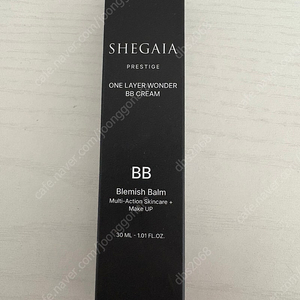 SHEGAIA
PRESTIGE
ONE LAYER WONDER
BB CREAM
BB
Blemish Balm
Multi-Action Skincare +
Make UP
30 ML - 1.01 FL.OZ.